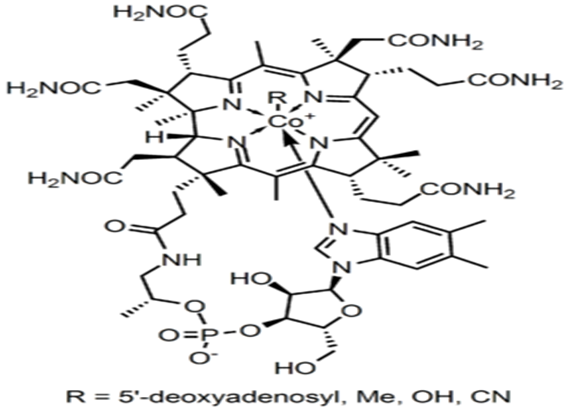 H₂NOC
CONH₂
H₂NOC
CONH₂
R
N
N
Co⁺
H
N
N
H₂NOC
CONH₂
O
N
NH
HO
N
O
O
O=P
O
O⁻
HO
R = 5'-deoxyadenosyl, Me, OH, CN